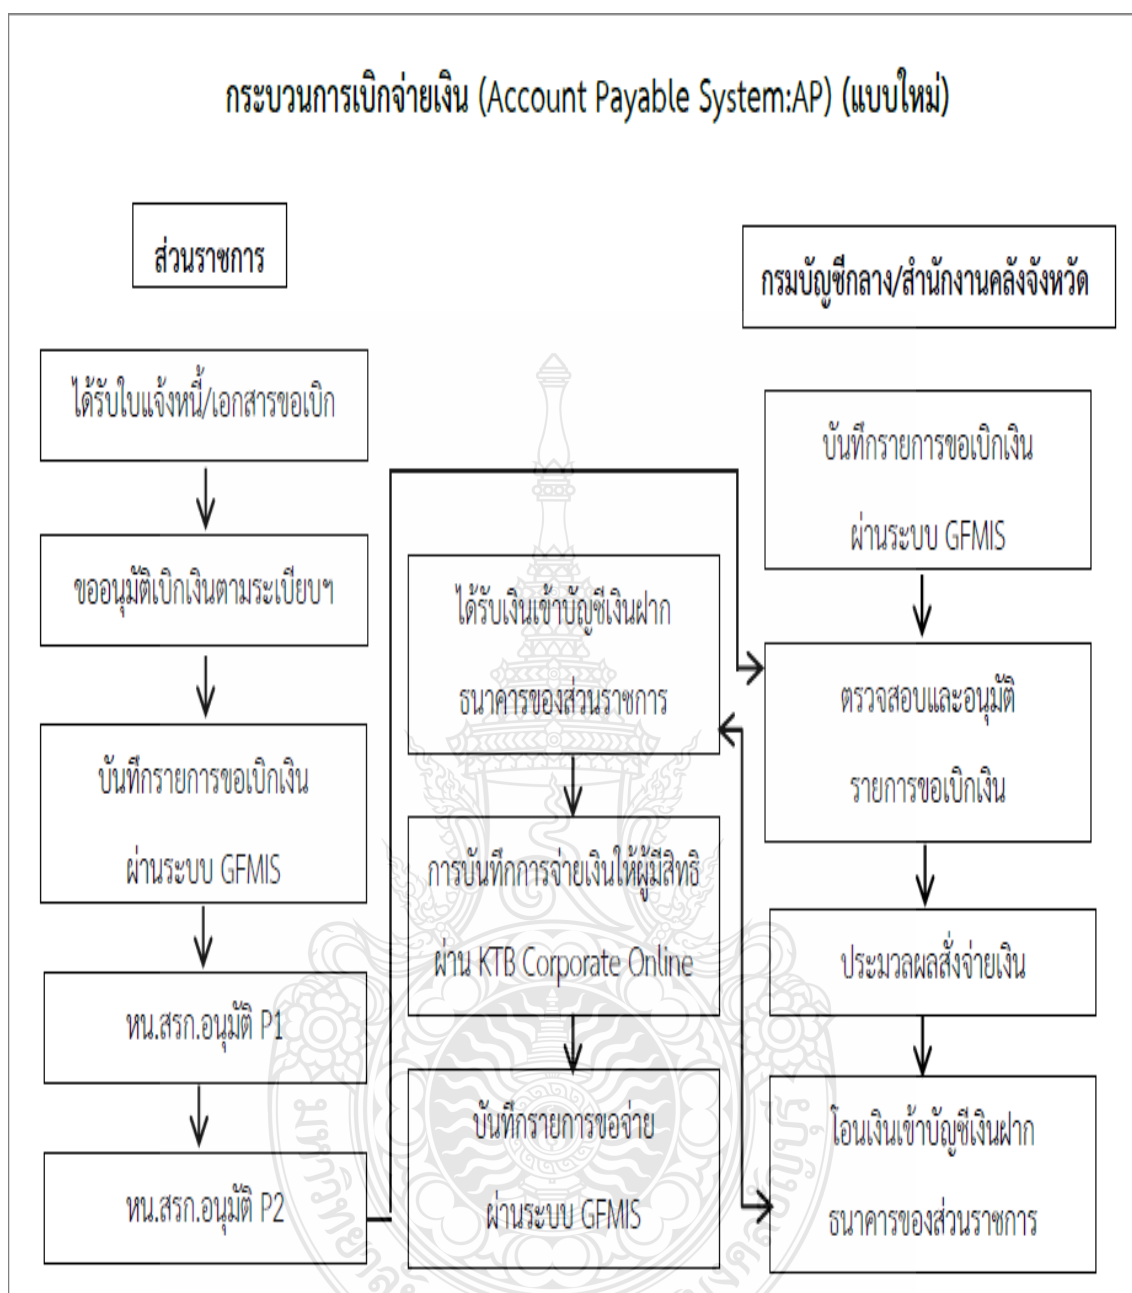 กระบวนการเบิกจ่ายเงิน (Account Payable System:AP) (แบบใหม่)
ส่วนราชการ
ได้รับใบแจ้งหนี้/เอกสารขอเบิก
ขออนุมัติเบิกเงินตามระเบียบฯ
บันทึกรายการขอเบิกเงิน
ผ่านระบบ GFMIS
หน.สรก.อนุมัติ P1
หน.สรก.อนุมัติ P2
ได้รับเงินเข้าบัญชีเงินฝาก
ธนาคารของส่วนราชการ
การบันทึกการจ่ายเงินให้ผู้มีสิทธิ
ผ่าน KTB Corporate Online
บันทึกรายการขอจ่าย
ผ่านระบบ GFMIS
กรมบัญชีกลาง/สำนักงานคลังจังหวัด
บันทึกรายการขอเบิกเงิน
ผ่านระบบ GFMIS
ตรวจสอบและอนุมัติ
รายการขอเบิกเงิน
ประมวลผลสั่งจ่ายเงิน
โอนเงินเข้าบัญชีเงินฝาก
ธนาคารของส่วนราชการ